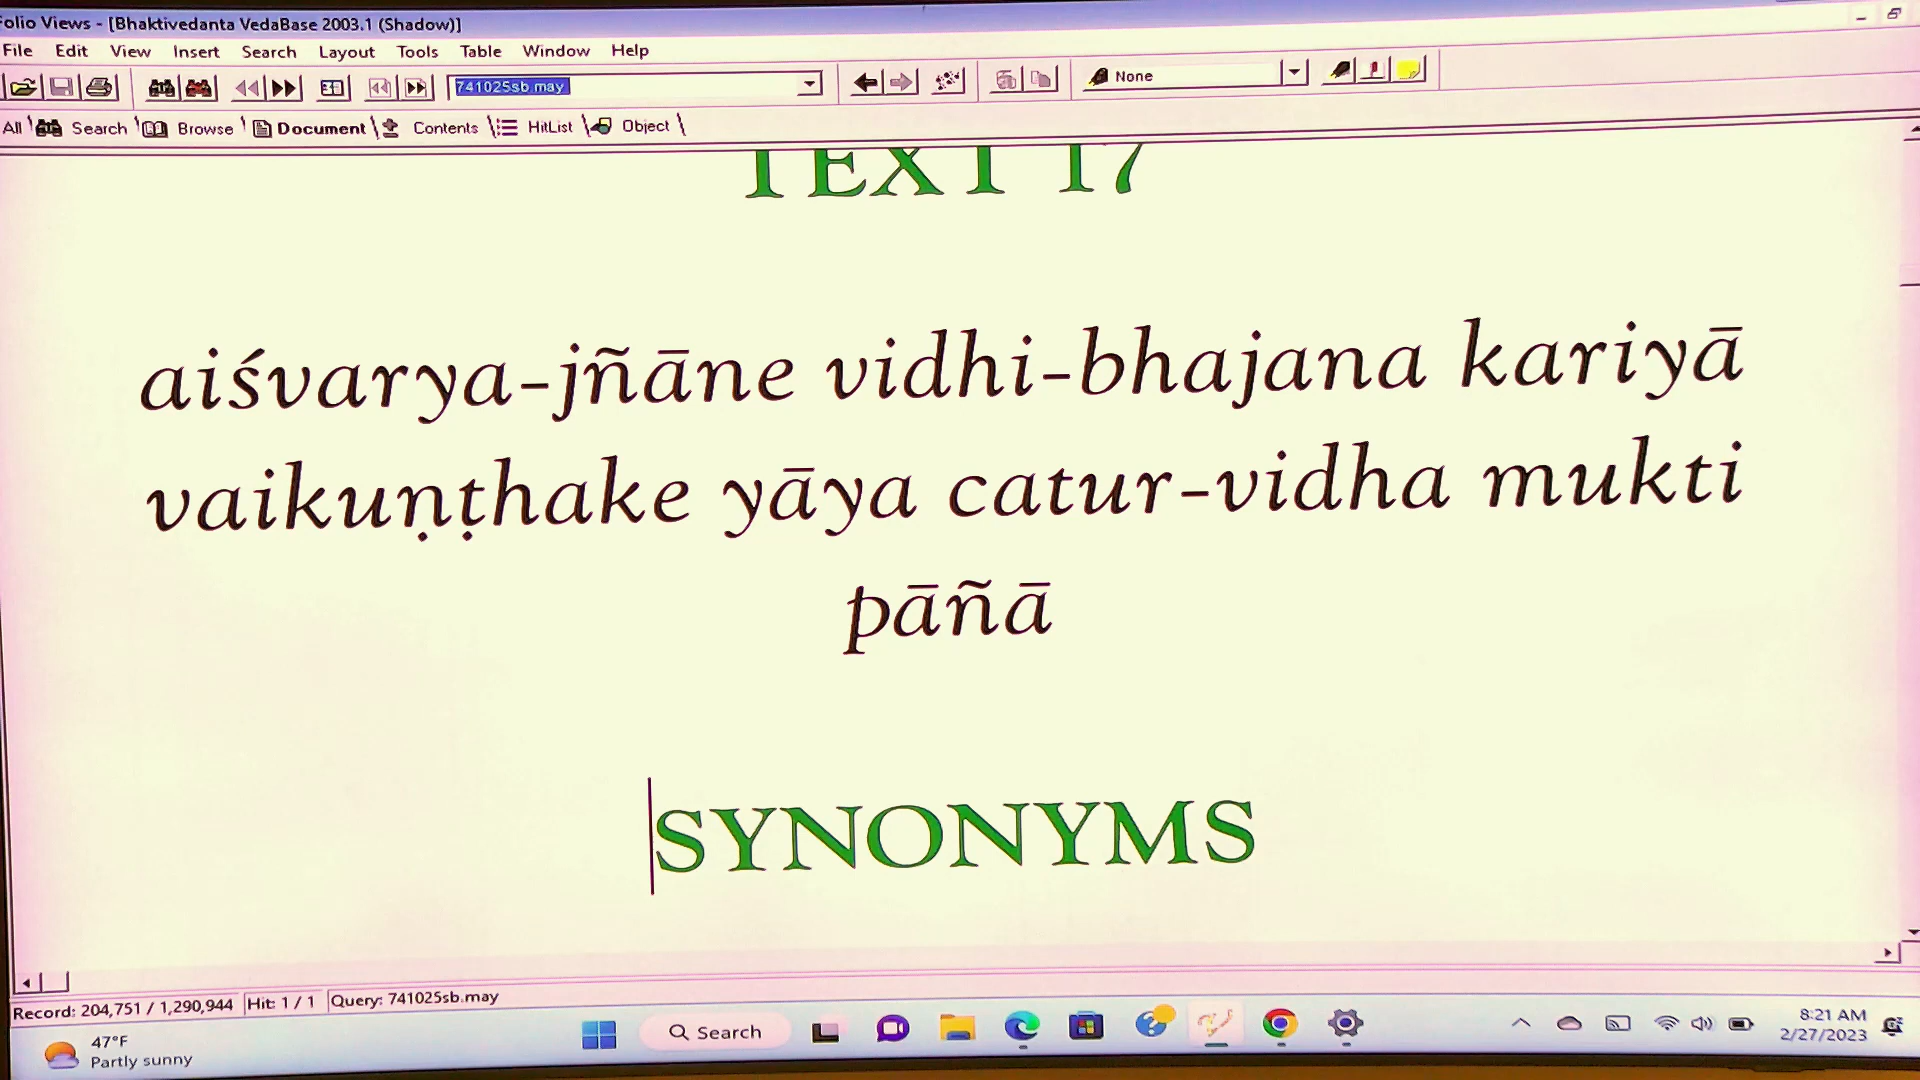 Folio Views - [Bhaktivedanta VedaBase 2003.1 (Shadow)]
File Edit View Insert Search Layout Tools Table Window Help
741025sb.may
None
All Search Browse Document Contents HitList Object
TEXT 17
aiśvarya-jñāne vidhi-bhajana kariyā
vaikuṇṭhake yāya catur-vidha mukti
pāñā
SYNONYMS
Record: 204,751 / 1,290,944 Hit: 1 / 1 Query: 741025sb.may
47°F
Partly sunny
Search
8:21 AM
2/27/2023